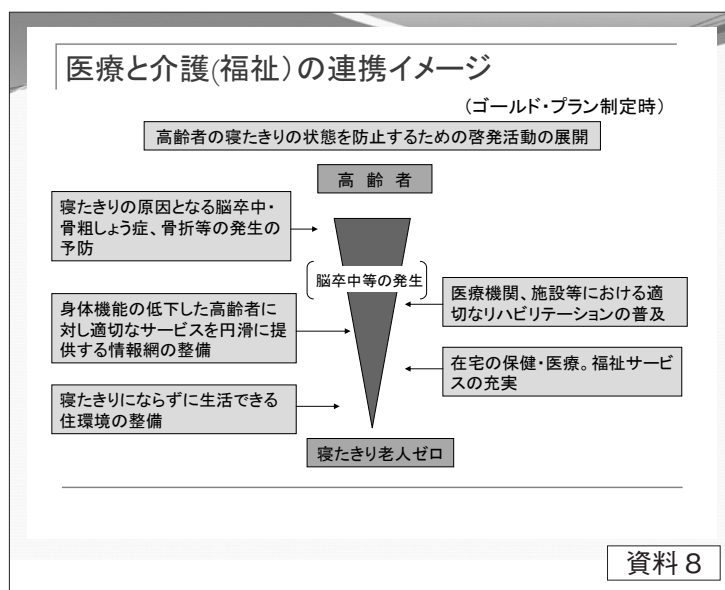 医療と介護(福祉)の連携イメージ
(ゴールド・プラン制定時)
高齢者の寝たきりの状態を防止するための啓発活動の展開
高 齢 者
寝たきりの原因となる脳卒中・
骨粗しょう症、骨折等の発生の
予防
脳卒中等の発生
医療機関、施設等における適
切なリハビリテーションの普及
身体機能の低下した高齢者に
対し適切なサービスを円滑に提
供する情報網の整備
在宅の保健・医療。福祉サービ
スの充実
寝たきりにならずに生活できる
住環境の整備
寝たきり老人ゼロ
資料8